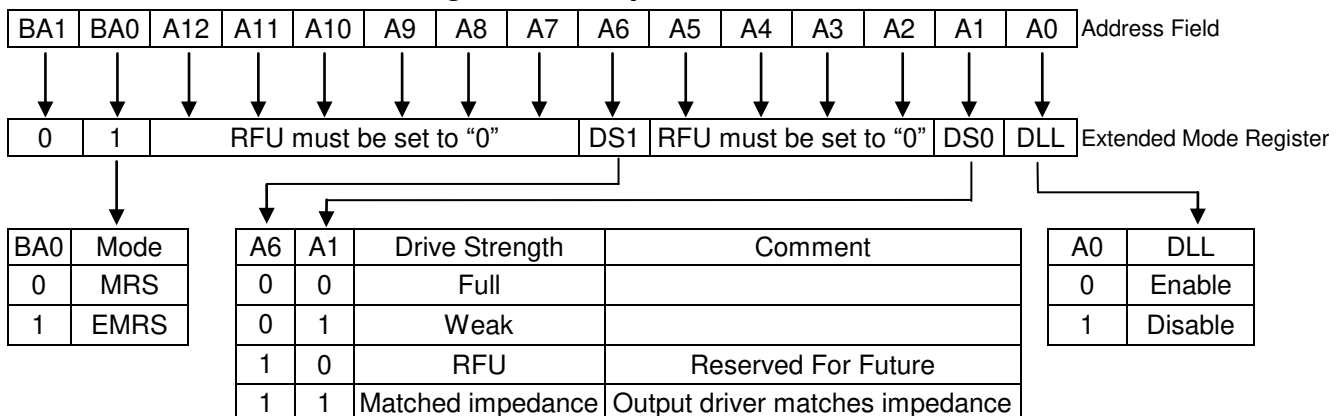 BA1 BA0 A12 A11 A10 A9 A8 A7 A6 A5 A4 A3 A2 A1 A0 Address Field
0 1 RFU must be set to “0” DS1 RFU must be set to “0” DS0 DLL Extended Mode Register
BA0 Mode A6 A1 Drive Strength Comment A0 DLL
0 MRS 0 0 Full 0 Enable
1 EMRS 0 1 Weak 1 Disable
1 0 RFU Reserved For Future
1 1 Matched impedance Output driver matches impedance